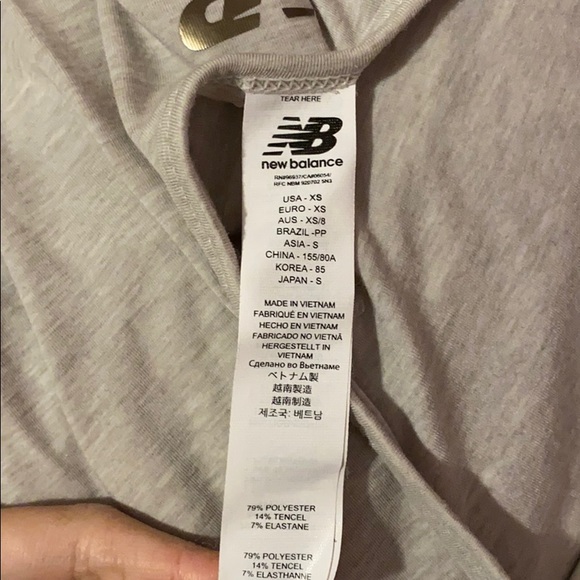 TEAR HERE
NB
new balance
RN#96937/CA#06054/
RFC NBM 920702 SN3
USA - XS
EURO - XS
AUS - XS/8
BRAZIL -PP
ASIA - S
CHINA - 155/80A
KOREA - 85
JAPAN - S
MADE IN VIETNAM
FABRIQUÉ EN VIETNAM
HECHO EN VIETNAM
FABRICADO NO VIETNÃ
HERGESTELLT IN
VIETNAM
Сделано во Вьетнаме
ベトナム製
越南製造
越南制造
제조국: 베트남
79% POLYESTER
14% TENCEL
7% ELASTANE
79% POLYESTER
14% TENCEL
7% ELASTHANNE